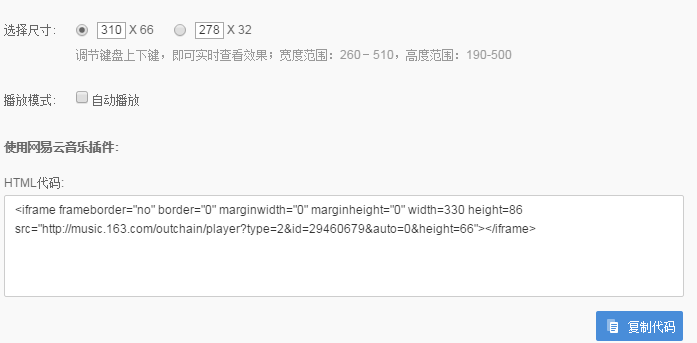 选择尺寸： 310 X 66 278 X 32
调节键盘上下键，即可实时查看效果；宽度范围：260－510，高度范围：190-500
播放模式： 自动播放
使用网易云音乐插件：
HTML代码:
<iframe frameborder="no" border="0" marginwidth="0" marginheight="0" width=330 height=86
src="http://music.163.com/outchain/player?type=2&id=29460679&auto=0&height=66"></iframe>
复制代码